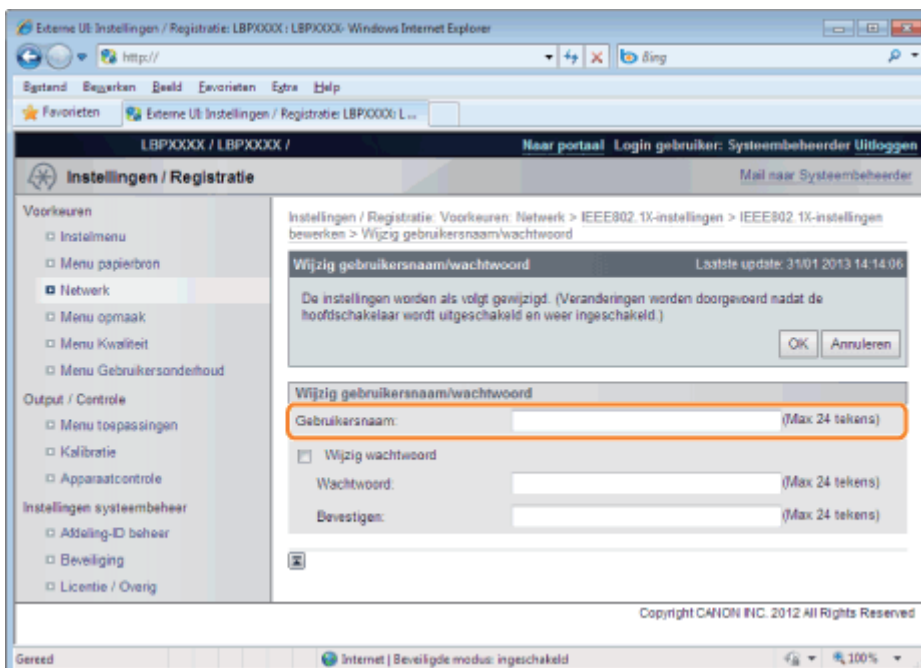 Externe UI: Instellingen / Registratie: LBPXXXX : LBPXXXX- Windows Internet Explorer
http://
Bing
Bestand Bewerken Beeld Favorieten Extra Help
Favorieten
Externe UI: Instellingen / Registratie: LBPXXXX: L...
LBPXXXX / LBPXXXX /
Naar portaal Login gebruiker: Systeembeheerder Uitloggen
Instellingen / Registratie
Mail naar Systeembeheerder
Voorkeuren
Instelmenu
Menu papierbron
Netwerk
Menu opmaak
Menu Kwaliteit
Menu Gebruikersonderhoud
Output / Controle
Menu toepassingen
Kalibratie
Apparaatcontrole
Instellingen systeembeheer
Afdeling-ID beheer
Beveiliging
Licentie / Overig
Instellingen / Registratie: Voorkeuren: Netwerk > IEEE802.1X-instellingen > IEEE802.1X-instellingen
bewerken > Wijzig gebruikersnaam/wachtwoord
Wijzig gebruikersnaam/wachtwoord
Laatste update: 31/01 2013 14:14:06
De instellingen worden als volgt gewijzigd. (Veranderingen worden doorgevoerd nadat de
hoofdschakelaar wordt uitgeschakeld en weer ingeschakeld.)
OK Annuleren
Wijzig gebruikersnaam/wachtwoord
Gebruikersnaam: (Max 24 tekens)
Wijzig wachtwoord
Wachtwoord: (Max 24 tekens)
Bevestigen: (Max 24 tekens)
Copyright CANON INC. 2012 All Rights Reserved
Gereed
Internet | Beveiligde modus: ingeschakeld
100%